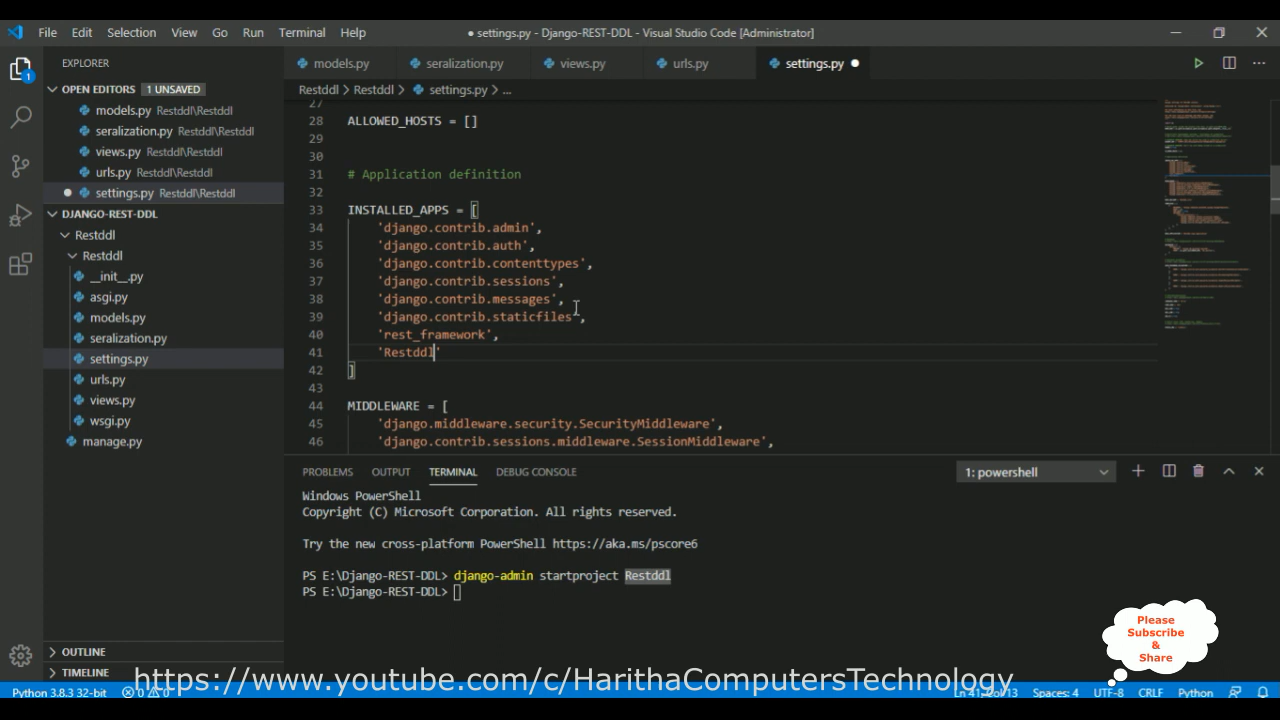 File Edit Selection View Go Run Terminal Help
● settings.py - Django-REST-DDL - Visual Studio Code [Administrator]
EXPLORER
OPEN EDITORS 1 UNSAVED
models.py Restddl\Restddl
seralization.py Restddl\Restddl
views.py Restddl\Restddl
urls.py Restddl\Restddl
settings.py Restddl\Restddl
DJANGO-REST-DDL
Restddl
Restddl
__init__.py
asgi.py
models.py
seralization.py
settings.py
urls.py
views.py
wsgi.py
manage.py
OUTLINE
TIMELINE
models.py seralization.py views.py urls.py settings.py
Restddl > Restddl > settings.py > ...
27
28 ALLOWED_HOSTS = []
29
30
31 # Application definition
32
33 INSTALLED_APPS = [
34 'django.contrib.admin',
35 'django.contrib.auth',
36 'django.contrib.contenttypes',
37 'django.contrib.sessions',
38 'django.contrib.messages',
39 'django.contrib.staticfiles',
40 'rest_framework',
41 'Restddl'
42 ]
43
44 MIDDLEWARE = [
45 'django.middleware.security.SecurityMiddleware',
46 'django.contrib.sessions.middleware.SessionMiddleware',
PROBLEMS OUTPUT TERMINAL DEBUG CONSOLE 1: powershell
Windows PowerShell
Copyright (C) Microsoft Corporation. All rights reserved.
Try the new cross-platform PowerShell https://aka.ms/pscore6
PS E:\Django-REST-DDL> django-admin startproject Restddl
PS E:\Django-REST-DDL>
Please
Subscribe
&
Share
https://www.youtube.com/c/HarithaComputersTechnology
Python 3.8.3 32-bit 0 0 Ln 41, Col 13 Spaces: 4 UTF-8 CRLF Python